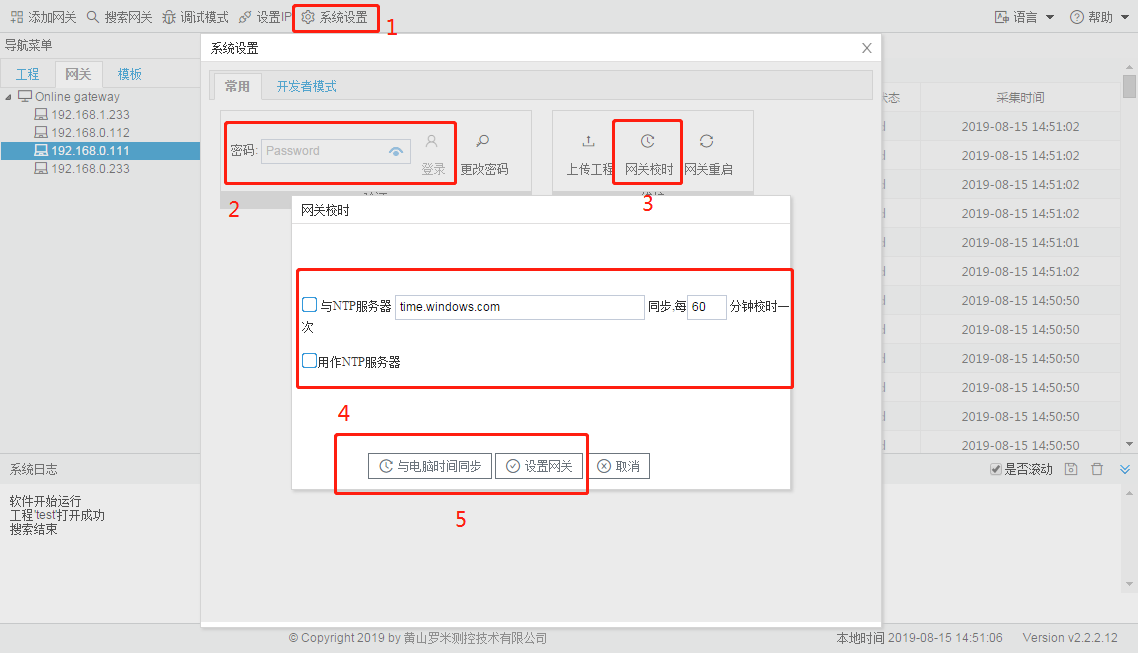 添加网关 搜索网关 调试模式 设置IP 系统设置 1 语言 帮助
导航菜单
工程 网关 模板
Online gateway
192.168.1.233
192.168.0.112
192.168.0.111
192.168.0.233
系统设置
常用 开发者模式
密码: Password 登录 更改密码
上传工程 网关校时 网关重启
2
3
网关校时
与NTP服务器 time.windows.com 同步,每 60 分钟校时一
次
用作NTP服务器
4
与电脑时间同步 设置网关 取消
5
采集时间
2019-08-15 14:51:02
2019-08-15 14:51:02
2019-08-15 14:51:02
2019-08-15 14:51:02
2019-08-15 14:51:01
2019-08-15 14:51:02
2019-08-15 14:50:50
2019-08-15 14:50:50
2019-08-15 14:50:50
2019-08-15 14:50:50
2019-08-15 14:50:50
2019-08-15 14:50:50
系统日志 是否滚动
软件开始运行
工程'test'打开成功
搜索结束
© Copyright 2019 by 黄山罗米测控技术有限公司 本地时间 2019-08-15 14:51:06 Version v2.2.2.12